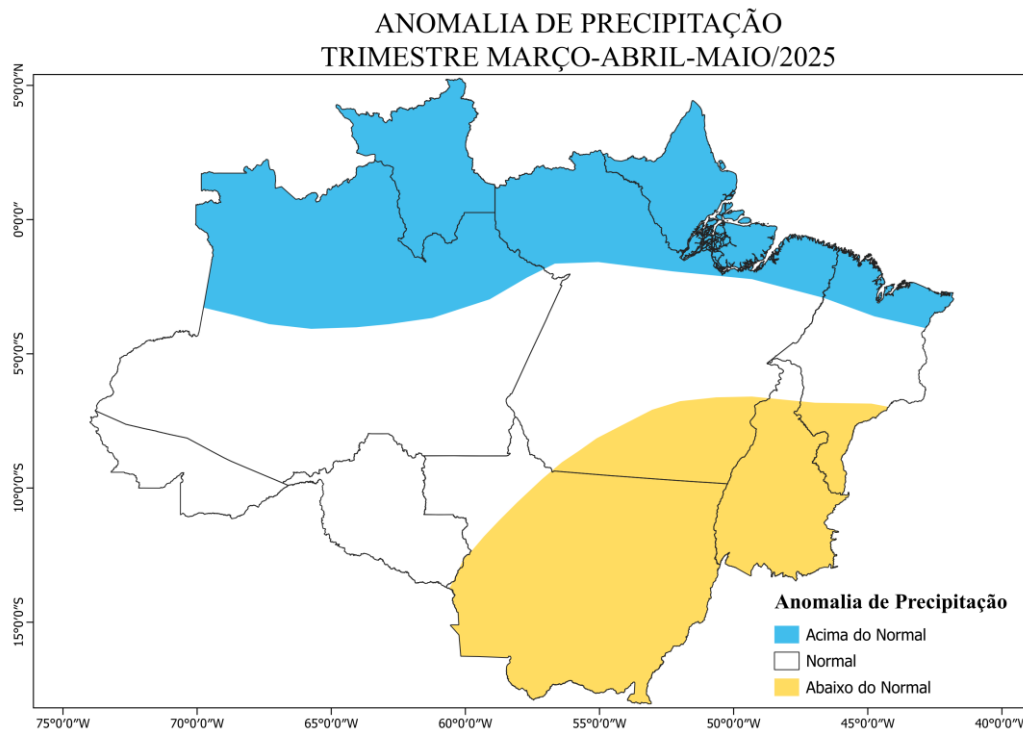 ANOMALIA DE PRECIPITAÇÃO
TRIMESTRE MARÇO-ABRIL-MAIO/2025
5°0'0"N
0°0'0"
5°0'0"S
10°0'0"S
15°0'0"S
Anomalia de Precipitação
Acima do Normal
Normal
Abaixo do Normal
75°0'0"W 70°0'0"W 65°0'0"W 60°0'0"W 55°0'0"W 50°0'0"W 45°0'0"W 40°0'0"W